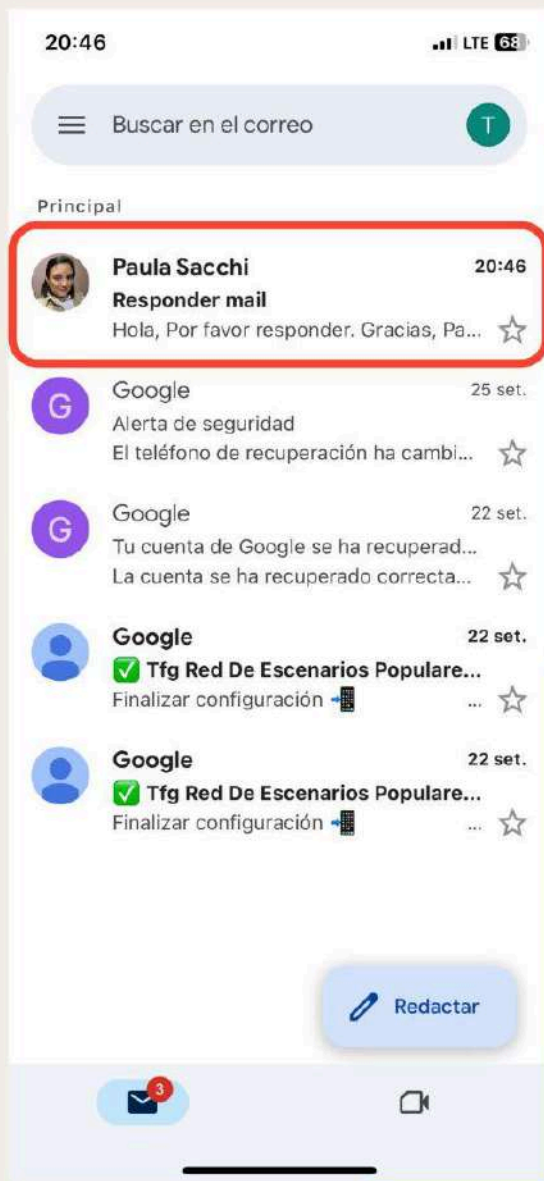 20:46
LTE 68
Buscar en el correo
T
Principal
Paula Sacchi 20:46
Responder mail
Hola, Por favor responder. Gracias, Pa...
G
Google 25 set.
Alerta de seguridad
El teléfono de recuperación ha cambi...
G
Google 22 set.
Tu cuenta de Google se ha recuperad...
La cuenta se ha recuperado correcta...
Google 22 set.
✅ Tfg Red De Escenarios Populare...
Finalizar configuración 📲 ...
Google 22 set.
✅ Tfg Red De Escenarios Populare...
Finalizar configuración 📲 ...
Redactar
3